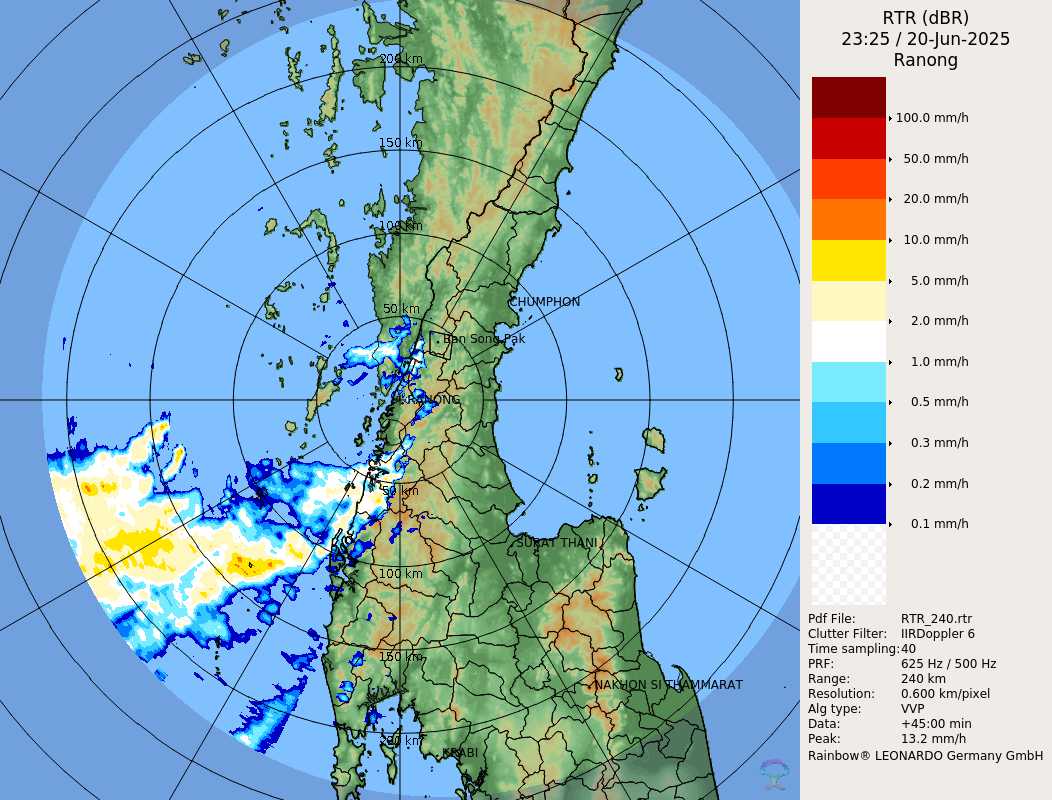 RTR (dBR)
23:25 / 20-Jun-2025
Ranong
100.0 mm/h
50.0 mm/h
20.0 mm/h
10.0 mm/h
5.0 mm/h
2.0 mm/h
1.0 mm/h
0.5 mm/h
0.3 mm/h
0.2 mm/h
0.1 mm/h
Pdf File: RTR_240.rtr
Clutter Filter: IIRDoppler 6
Time sampling:40
PRF: 625 Hz / 500 Hz
Range: 240 km
Resolution: 0.600 km/pixel
Alg type: VVP
Data: +45:00 min
Peak: 13.2 mm/h
Rainbow® LEONARDO Germany GmbH
200 km
150 km
100 km
50 km
CHUMPHON
Ban Song Pak
RANONG
50 km
SURAT THANI
100 km
150 km
NAKHON SI THAMMARAT
200 km
KRABI